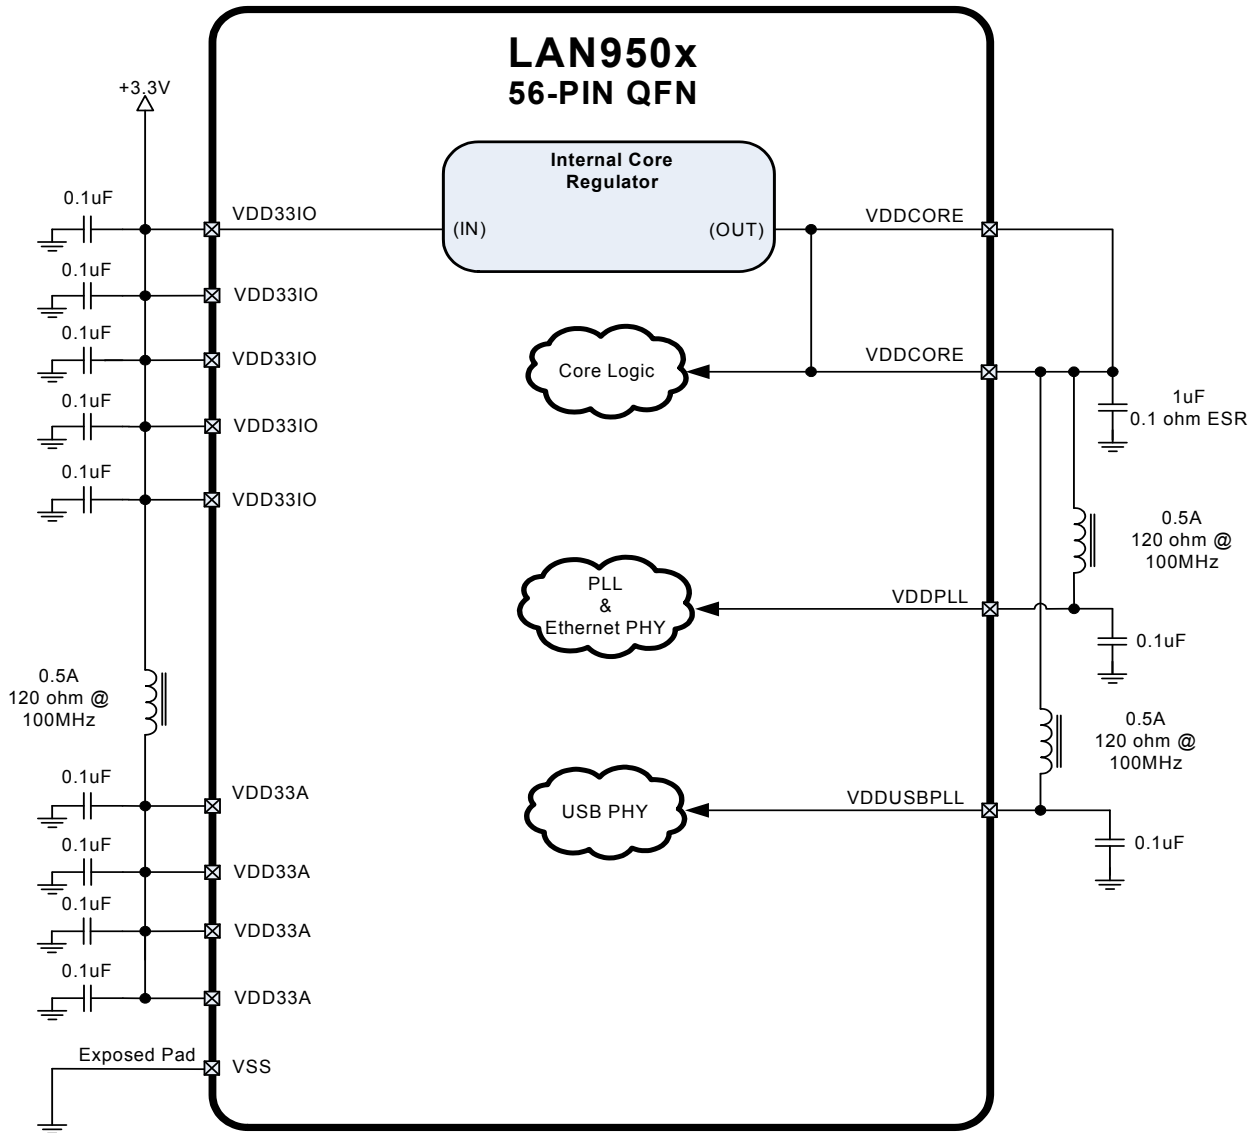 LAN950x
56-PIN QFN
+3.3V
Internal Core
Regulator
0.1uF
VDD33IO
(IN)
(OUT)
VDDCORE
0.1uF
VDD33IO
0.1uF
VDD33IO
Core Logic
VDDCORE
0.1uF
VDD33IO
1uF
0.1 ohm ESR
0.1uF
VDD33IO
0.5A
120 ohm @
100MHz
PLL
&
Ethernet PHY
VDDPLL
0.1uF
0.5A
120 ohm @
100MHz
0.5A
120 ohm @
100MHz
0.1uF
VDD33A
USB PHY
VDDUSBPLL
0.1uF
0.1uF
VDD33A
0.1uF
VDD33A
0.1uF
VDD33A
Exposed Pad
VSS